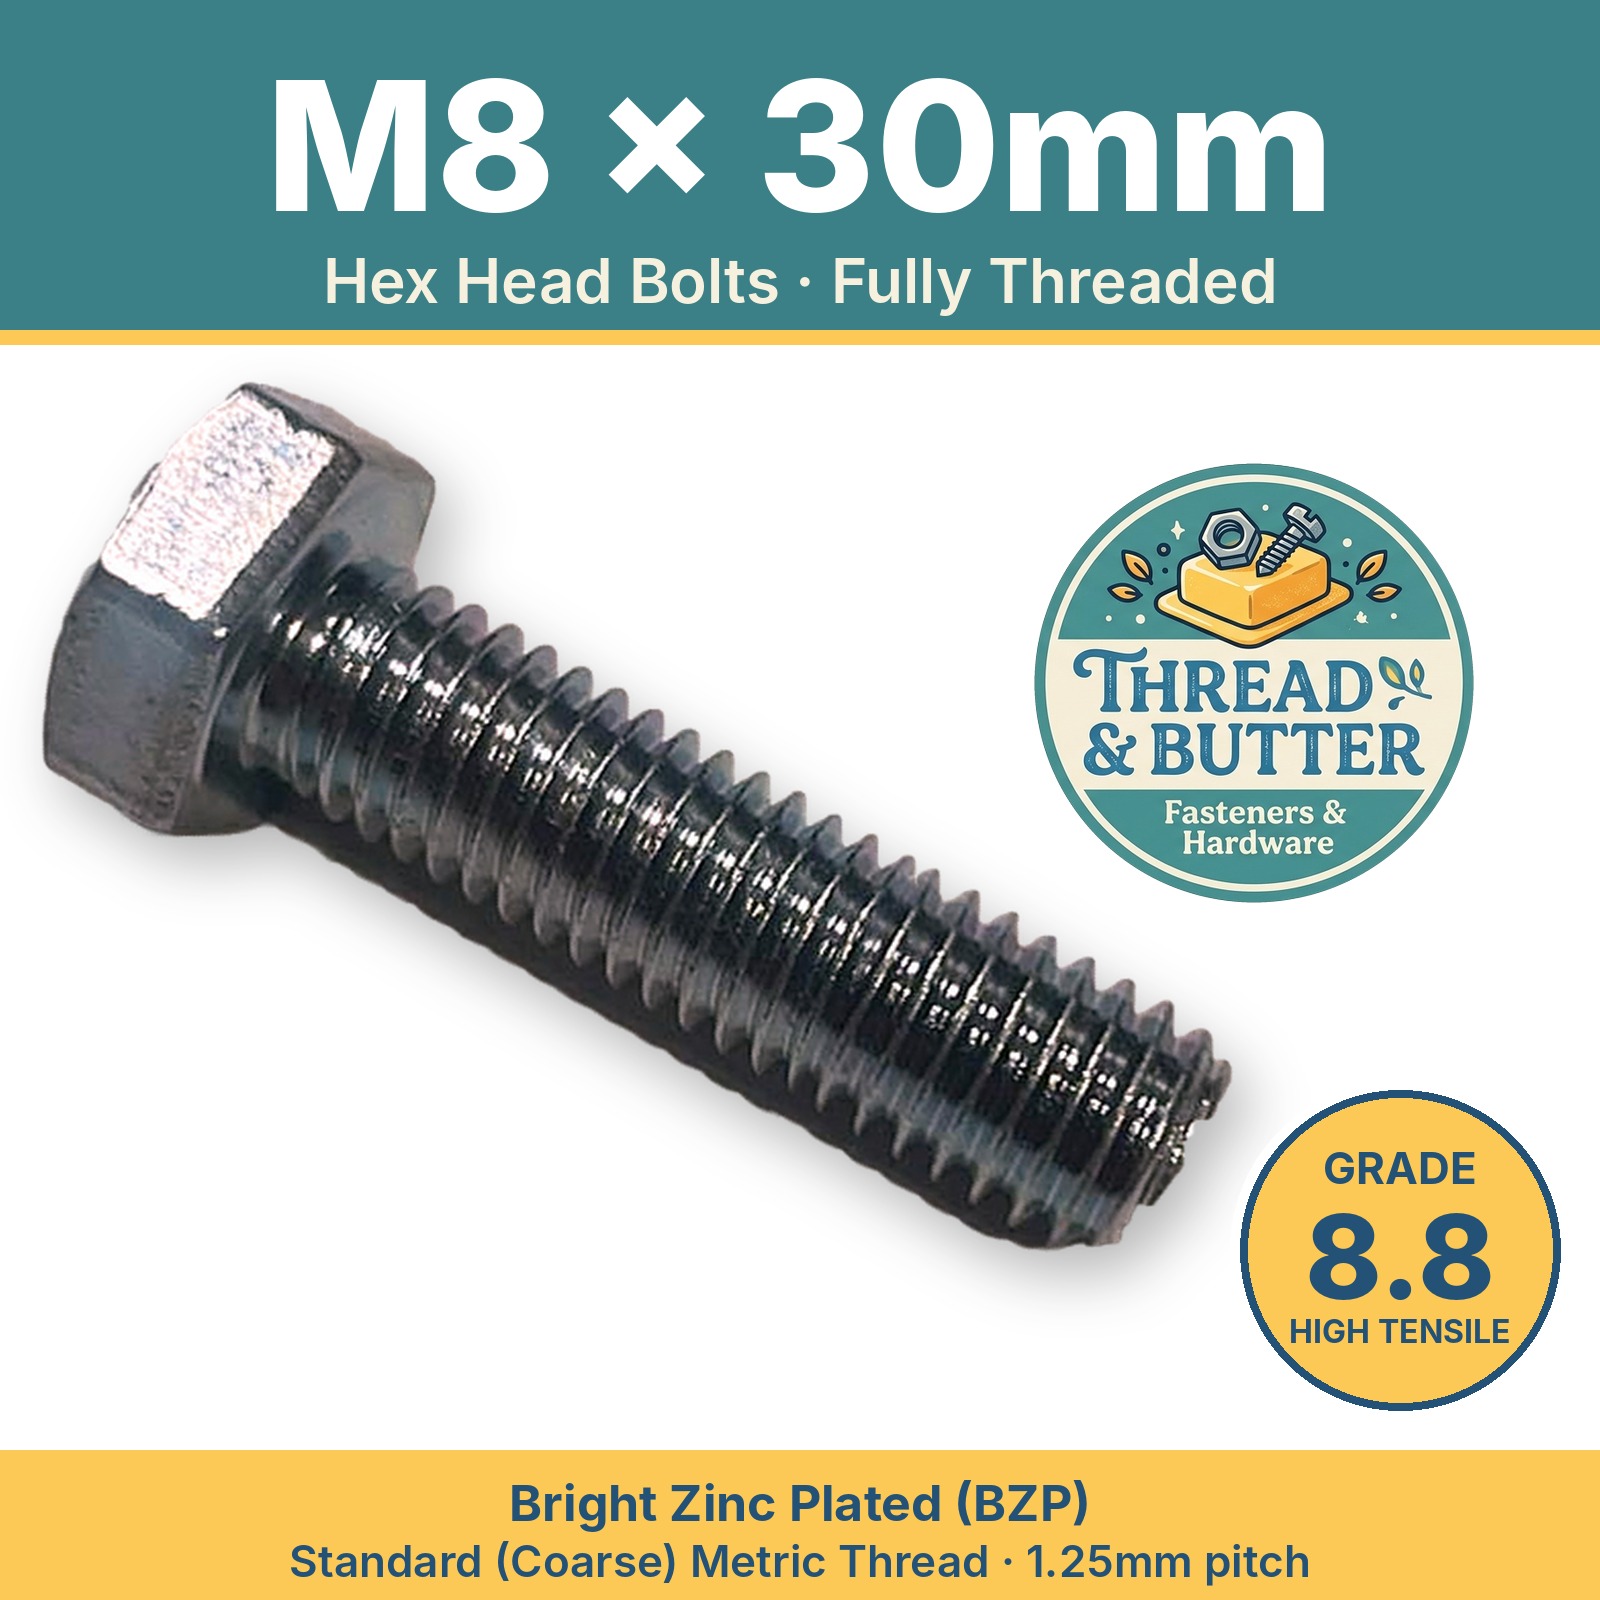 M8 × 30mm
Hex Head Bolts · Fully Threaded
THREAD
& BUTTER
Fasteners &
Hardware
GRADE
8.8
HIGH TENSILE
Bright Zinc Plated (BZP)
Standard (Coarse) Metric Thread · 1.25mm pitch